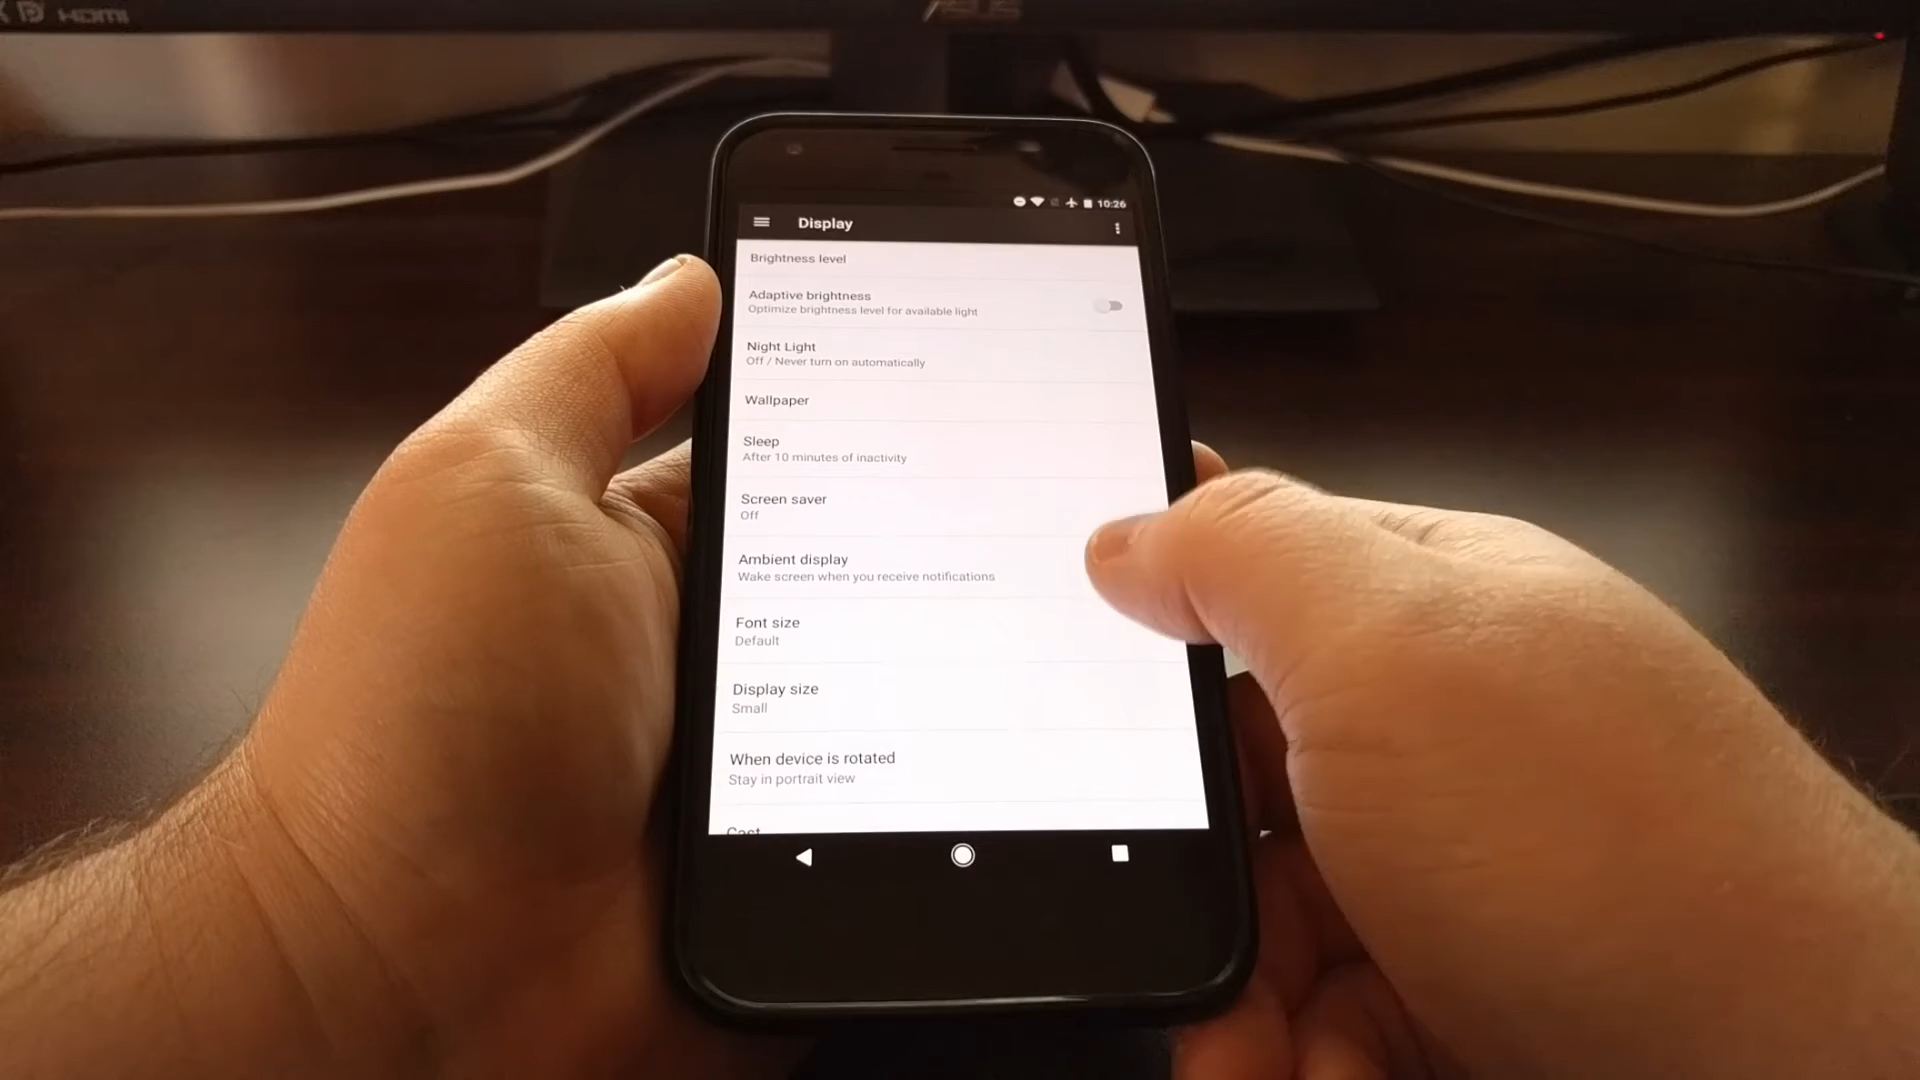 HDMI
ASUS
10:26
Display
Brightness level
Adaptive brightness
Optimize brightness level for available light
Night Light
Off / Never turn on automatically
Wallpaper
Sleep
After 10 minutes of inactivity
Screen saver
Off
Ambient display
Wake screen when you receive notifications
Font size
Default
Display size
Small
When device is rotated
Stay in portrait view
Cast